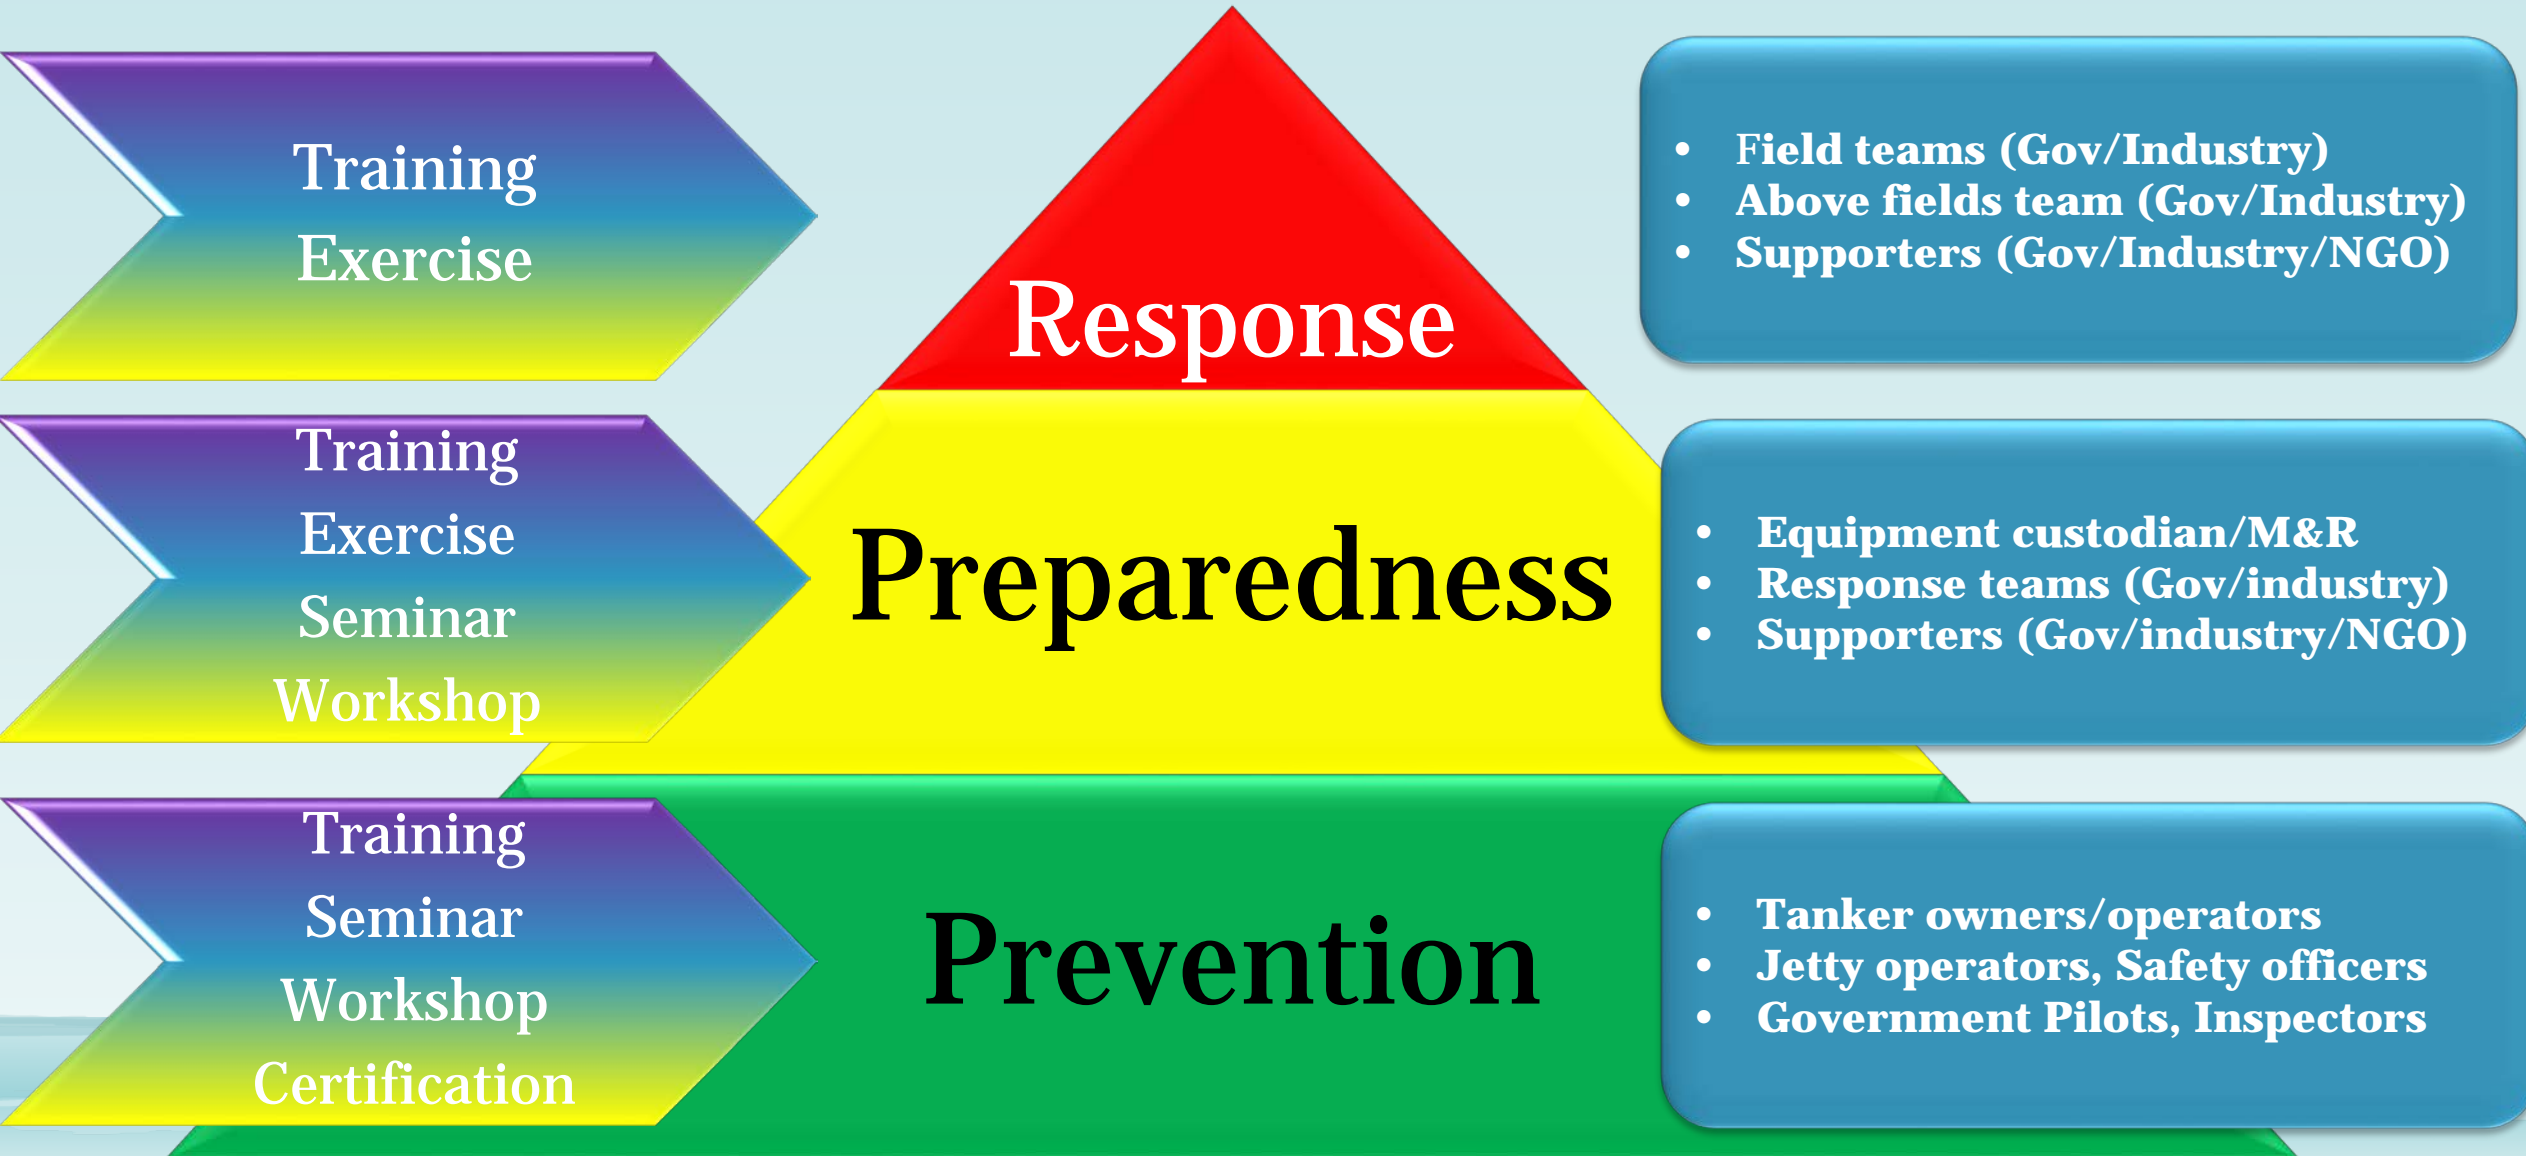 Training
Exercise
Response
• Field teams (Gov/Industry)
• Above fields team (Gov/Industry)
• Supporters (Gov/Industry/NGO)
Training
Exercise
Seminar
Workshop
Preparedness
• Equipment custodian/M&R
• Response teams (Gov/industry)
• Supporters (Gov/industry/NGO)
Training
Seminar
Workshop
Certification
Prevention
• Tanker owners/operators
• Jetty operators, Safety officers
• Government Pilots, Inspectors